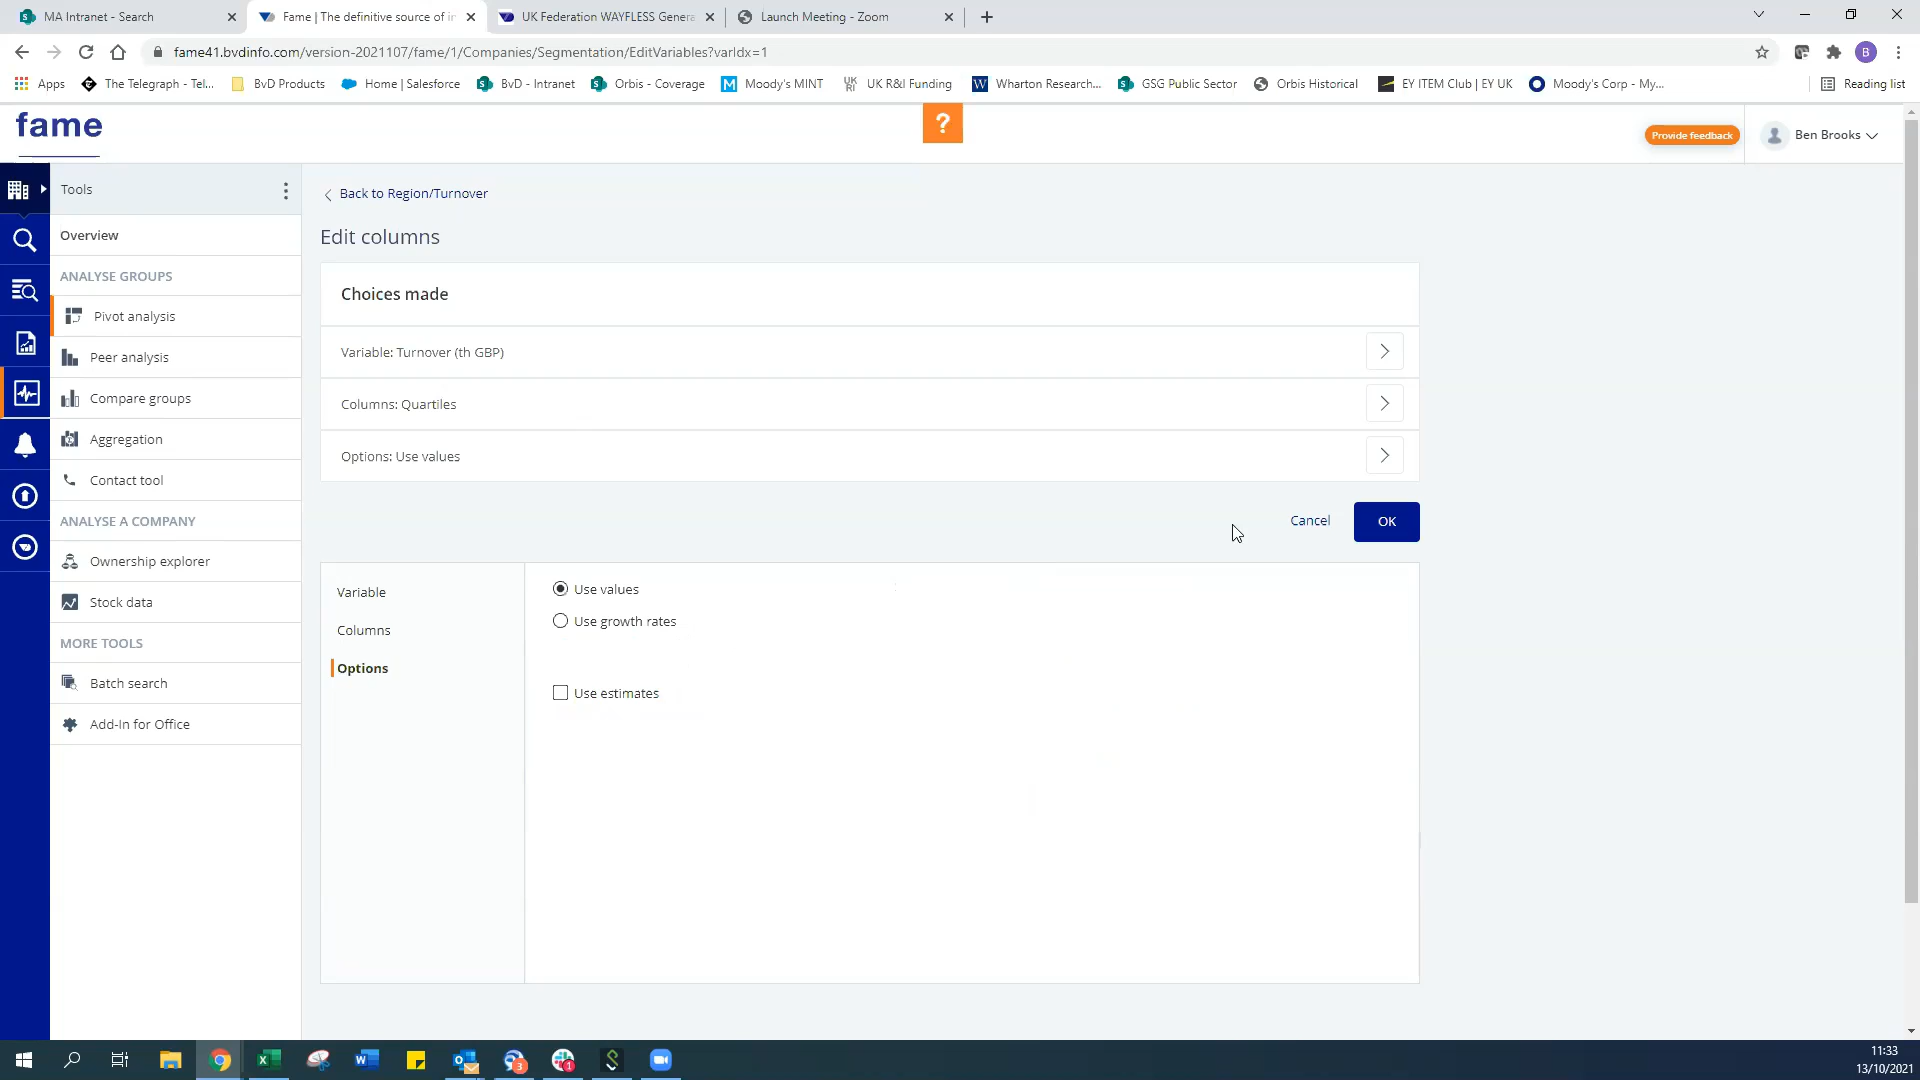 MA Intranet - Search
Fame | The definitive source of in
UK Federation WAYFLESS Genera
Launch Meeting - Zoom
fame41.bvdinfo.com/version-2021107/fame/1/Companies/Segmentation/EditVariables?varIdx=1
B
Apps
The Telegraph - Tel...
BvD Products
Home | Salesforce
BvD - Intranet
Orbis - Coverage
Moody's MINT
UK R&I Funding
Wharton Research...
GSG Public Sector
Orbis Historical
EY ITEM Club | EY UK
Moody's Corp - My...
Reading list
fame
?
Provide feedback
Ben Brooks
Tools
Overview
ANALYSE GROUPS
Pivot analysis
Peer analysis
Compare groups
Aggregation
Contact tool
ANALYSE A COMPANY
Ownership explorer
Stock data
MORE TOOLS
Batch search
Add-In for Office
Back to Region/Turnover
Edit columns
Choices made
Variable: Turnover (th GBP)
Columns: Quartiles
Options: Use values
Cancel
OK
Variable
Columns
Options
Use values
Use growth rates
Use estimates
11:33
13/10/2021